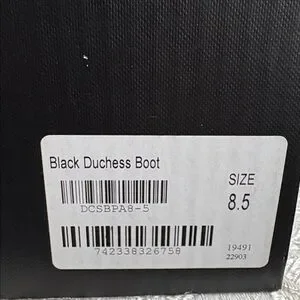 Black Duchess Boot
SIZE
8.5
DCSBPA8-5
742338326758
19491
22903